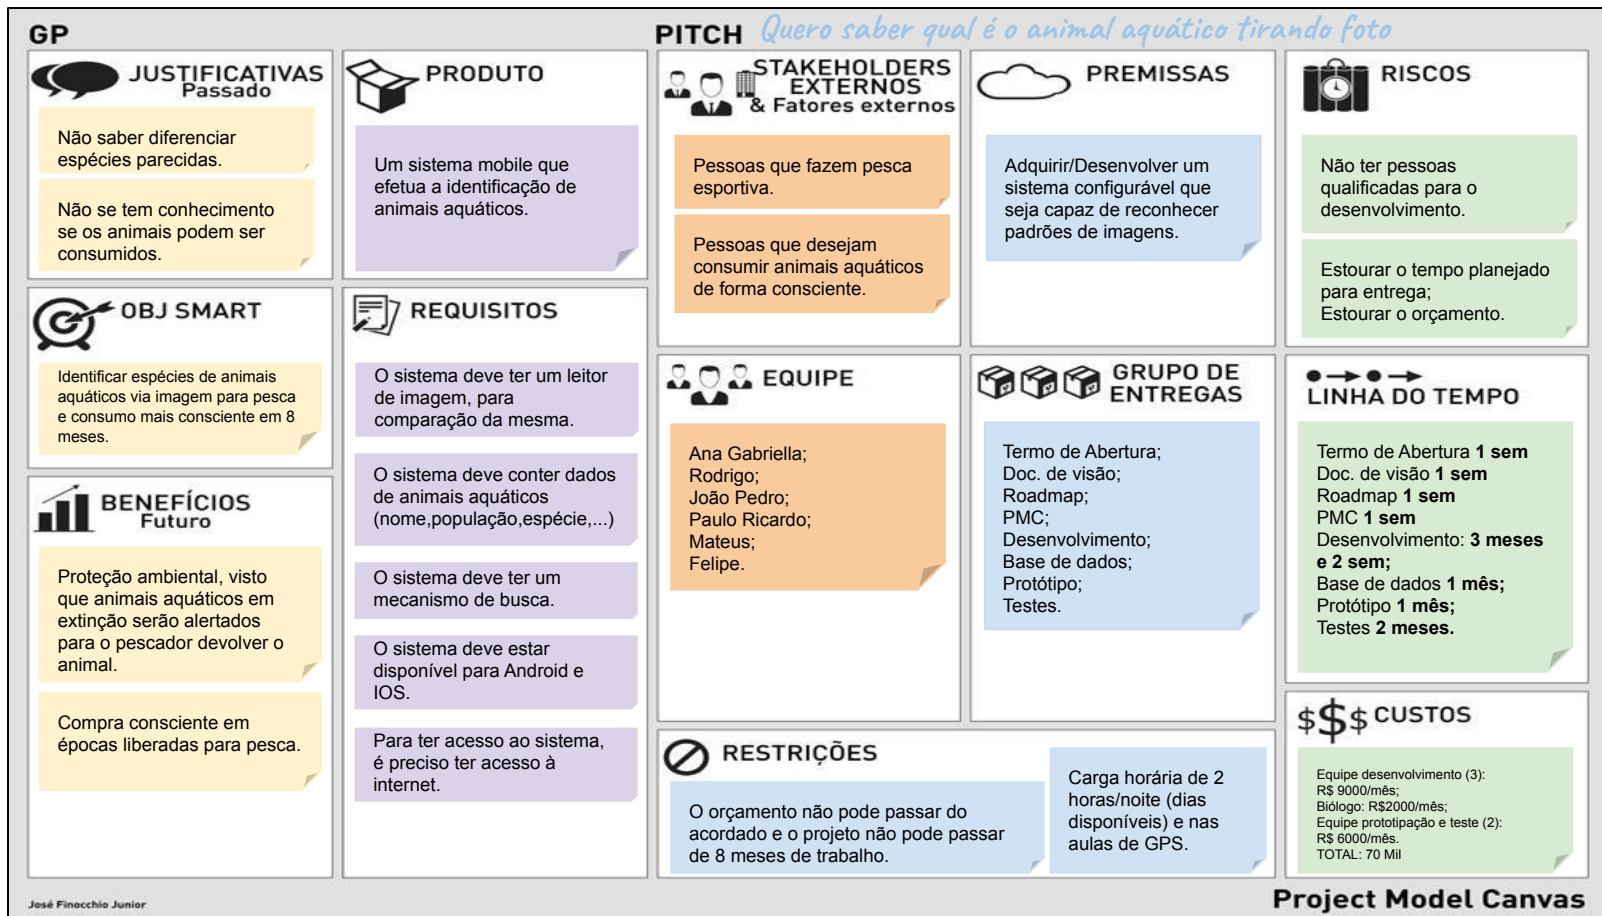 GP
PITCH Quero saber qual é o animal aquático tirando foto
JUSTIFICATIVAS
Passado
Não saber diferenciar
espécies parecidas.
Não se tem conhecimento
se os animais podem ser
consumidos.
OBJ SMART
Identificar espécies de animais
aquáticos via imagem para pesca
e consumo mais consciente em 8
meses.
BENEFÍCIOS
Futuro
Proteção ambiental, visto
que animais aquáticos em
extinção serão alertados
para o pescador devolver o
animal.
Compra consciente em
épocas liberadas para pesca.
PRODUTO
Um sistema mobile que
efetua a identificação de
animais aquáticos.
REQUISITOS
O sistema deve ter um leitor
de imagem, para
comparação da mesma.
O sistema deve conter dados
de animais aquáticos
(nome,população,espécie,...)
O sistema deve ter um
mecanismo de busca.
O sistema deve estar
disponível para Android e
IOS.
Para ter acesso ao sistema,
é preciso ter acesso à
internet.
STAKEHOLDERS
EXTERNOS
& Fatores externos
Pessoas que fazem pesca
esportiva.
Pessoas que desejam
consumir animais aquáticos
de forma consciente.
EQUIPE
Ana Gabriella;
Rodrigo;
João Pedro;
Paulo Ricardo;
Mateus;
Felipe.
PREMISSAS
Adquirir/Desenvolver um
sistema configurável que
seja capaz de reconhecer
padrões de imagens.
GRUPO DE
ENTREGAS
Termo de Abertura;
Doc. de visão;
Roadmap;
PMC;
Desenvolvimento;
Base de dados;
Protótipo;
Testes.
RESTRIÇÕES
O orçamento não pode passar do
acordado e o projeto não pode passar
de 8 meses de trabalho.
Carga horária de 2
horas/noite (dias
disponíveis) e nas
aulas de GPS.
RISCOS
Não ter pessoas
qualificadas para o
desenvolvimento.
Estourar o tempo planejado
para entrega;
Estourar o orçamento.
LINHA DO TEMPO
Termo de Abertura 1 sem
Doc. de visão 1 sem
Roadmap 1 sem
PMC 1 sem
Desenvolvimento: 3 meses
e 2 sem;
Base de dados 1 mês;
Protótipo 1 mês;
Testes 2 meses.
$$$ CUSTOS
Equipe desenvolvimento (3):
R$ 9000/mês;
Biólogo: R$2000/mês;
Equipe prototipação e teste (2):
R$ 6000/mês.
TOTAL: 70 Mil
José Finocchio Junior
Project Model Canvas